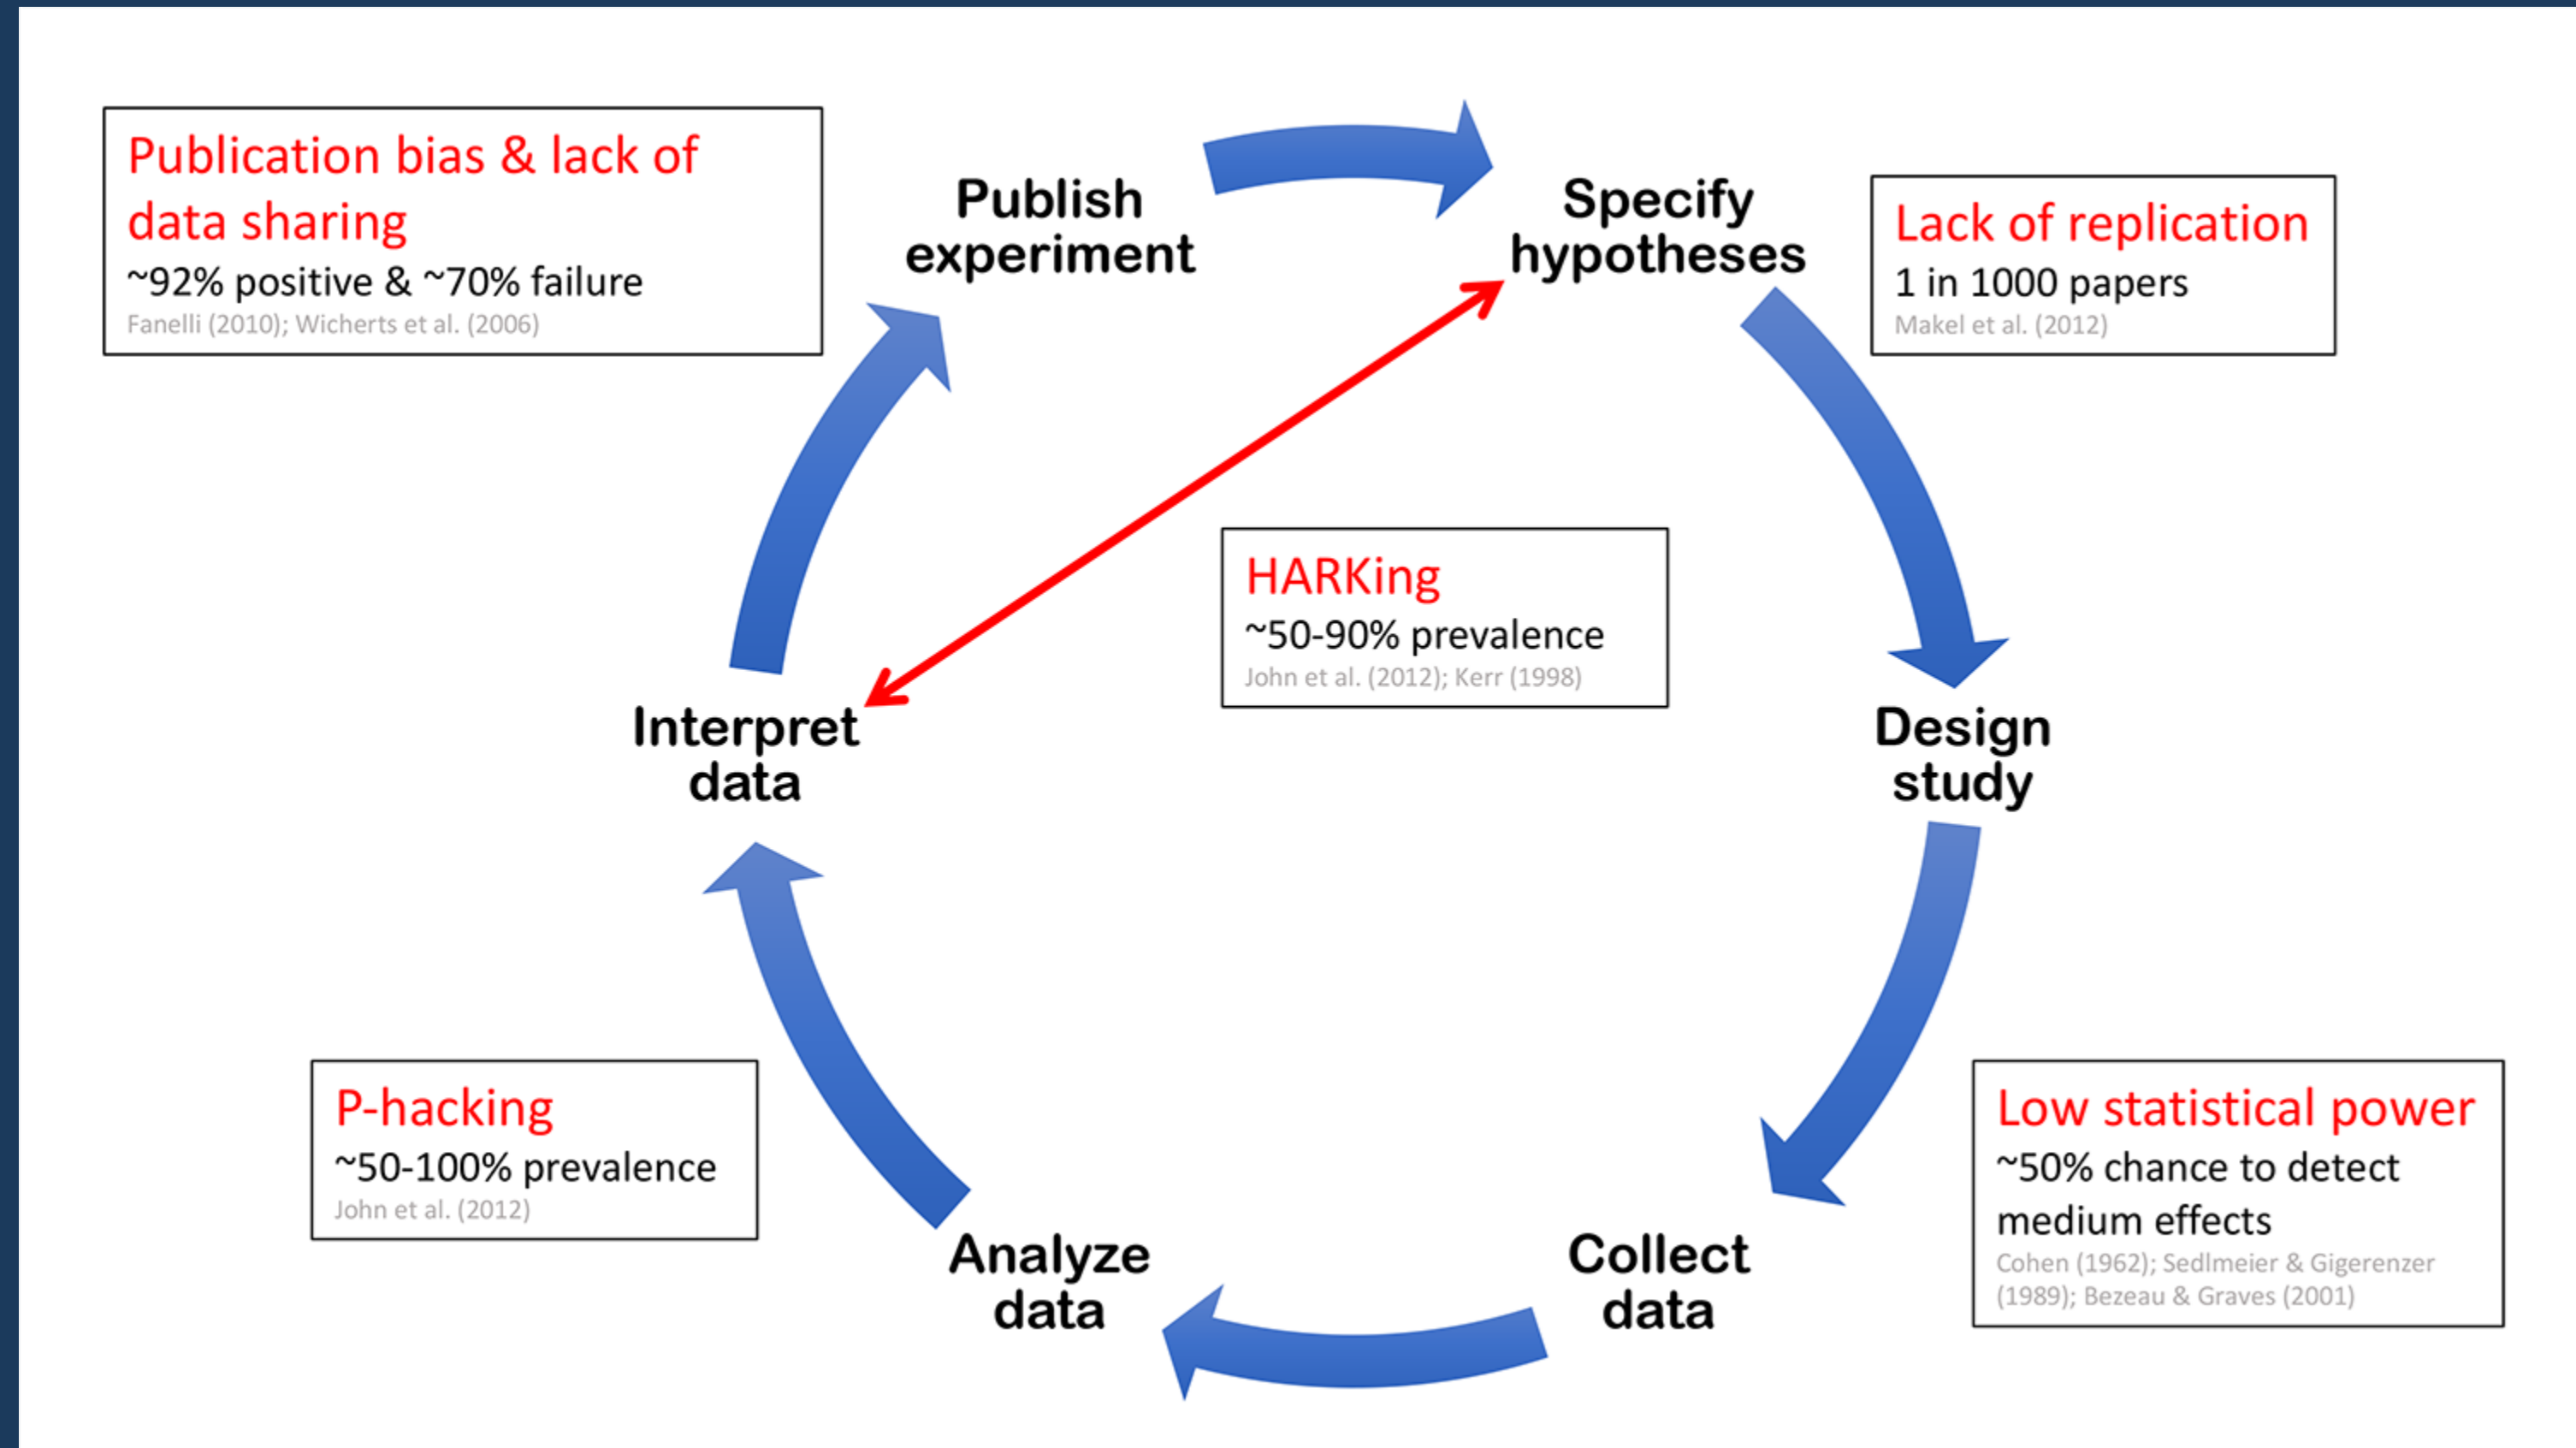 Publication bias & lack of
data sharing
~92% positive & ~70% failure
Fanelli (2010); Wicherts et al. (2006)
Publish
experiment
Specify
hypotheses
Lack of replication
1 in 1000 papers
Makel et al. (2012)
HARKing
~50-90% prevalence
John et al. (2012); Kerr (1998)
Interpret
data
Design
study
P-hacking
~50-100% prevalence
John et al. (2012)
Analyze
data
Collect
data
Low statistical power
~50% chance to detect
medium effects
Cohen (1962); Sedlmeier & Gigerenzer
(1989); Bezeau & Graves (2001)